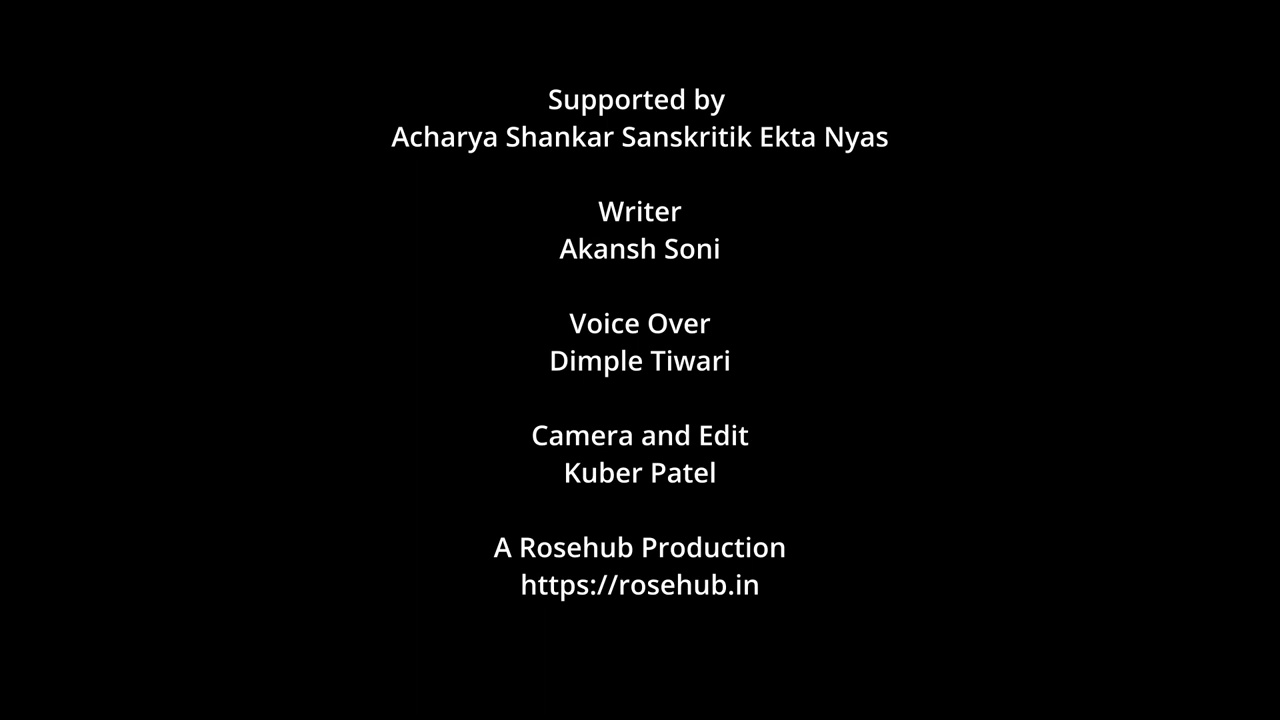 Supported by
Acharya Shankar Sanskritik Ekta Nyas
Writer
Akansh Soni
Voice Over
Dimple Tiwari
Camera and Edit
Kuber Patel
A Rosehub Production
https://rosehub.in